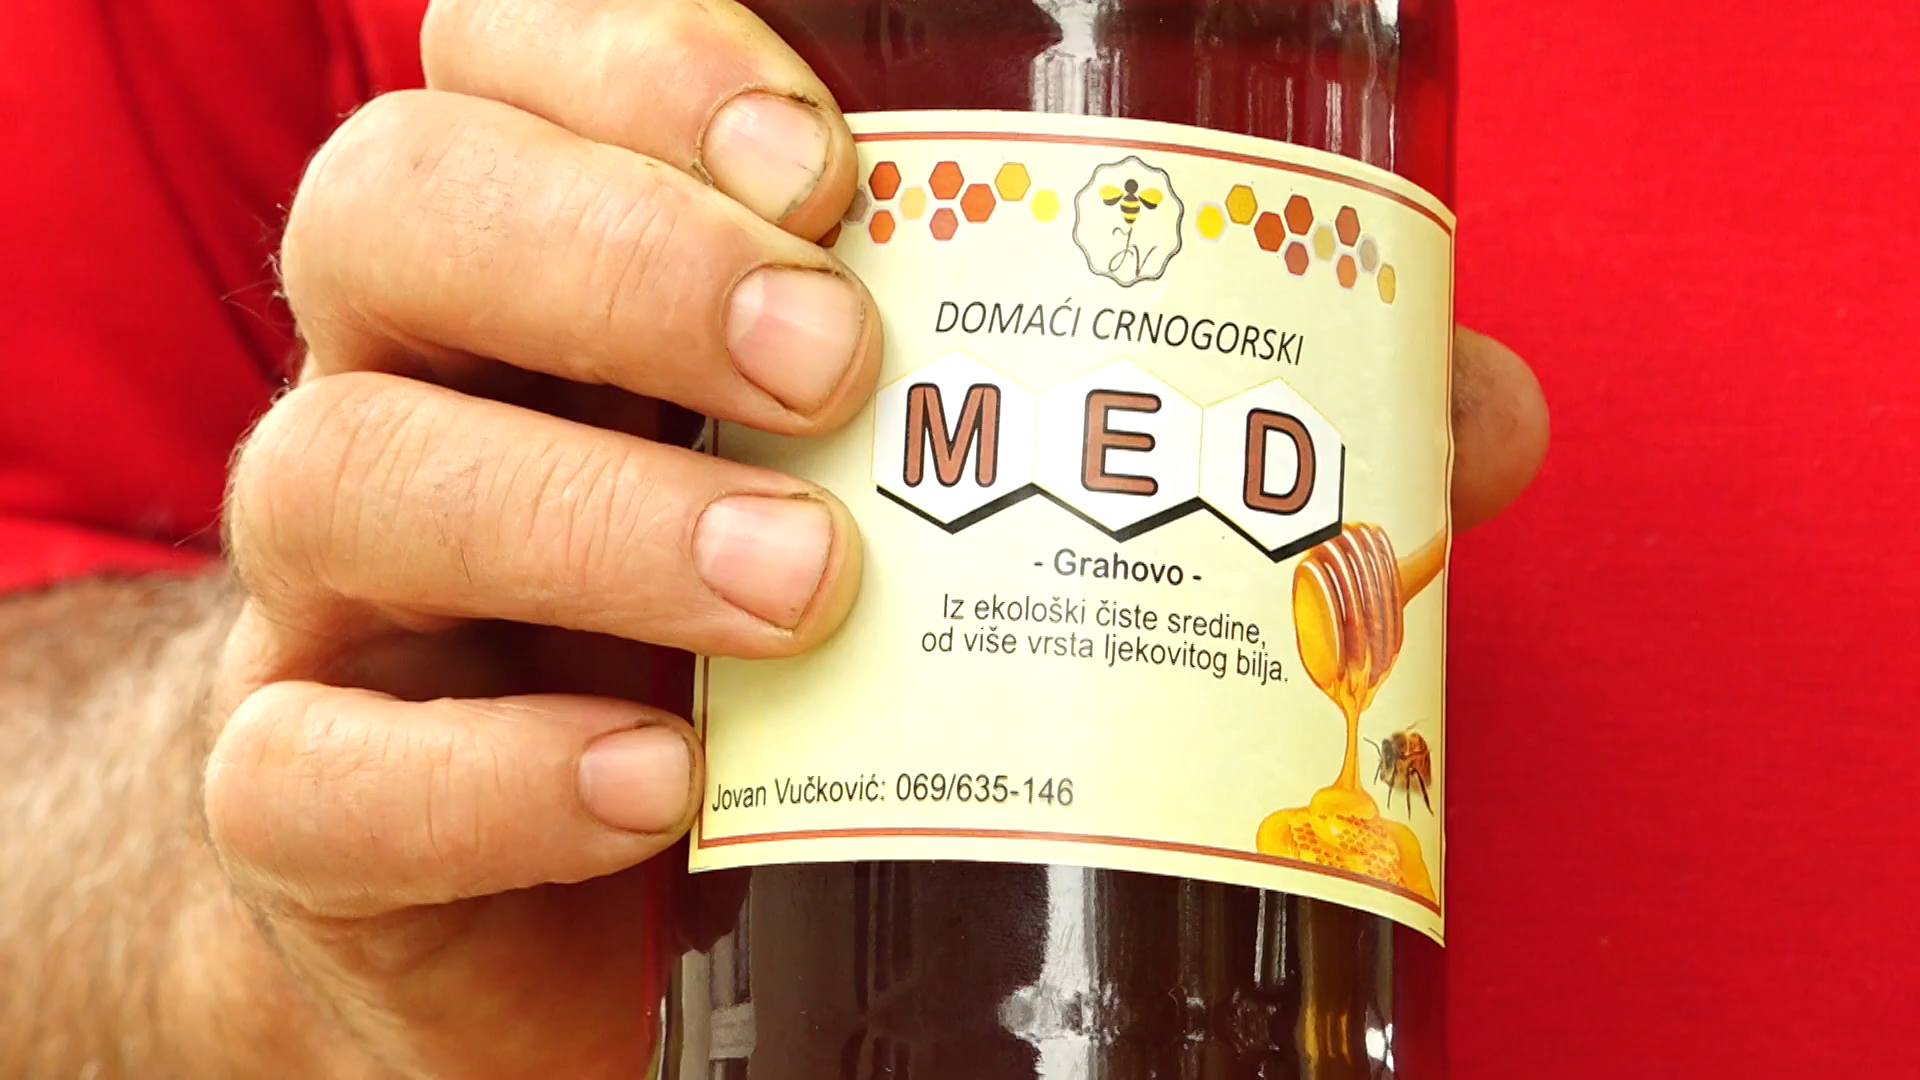 JV
DOMAĆI CRNOGORSKI
MED
- Grahovo -
Iz ekološki čiste sredine,
od više vrsta ljekovitog bilja.
Jovan Vučković: 069/635-146